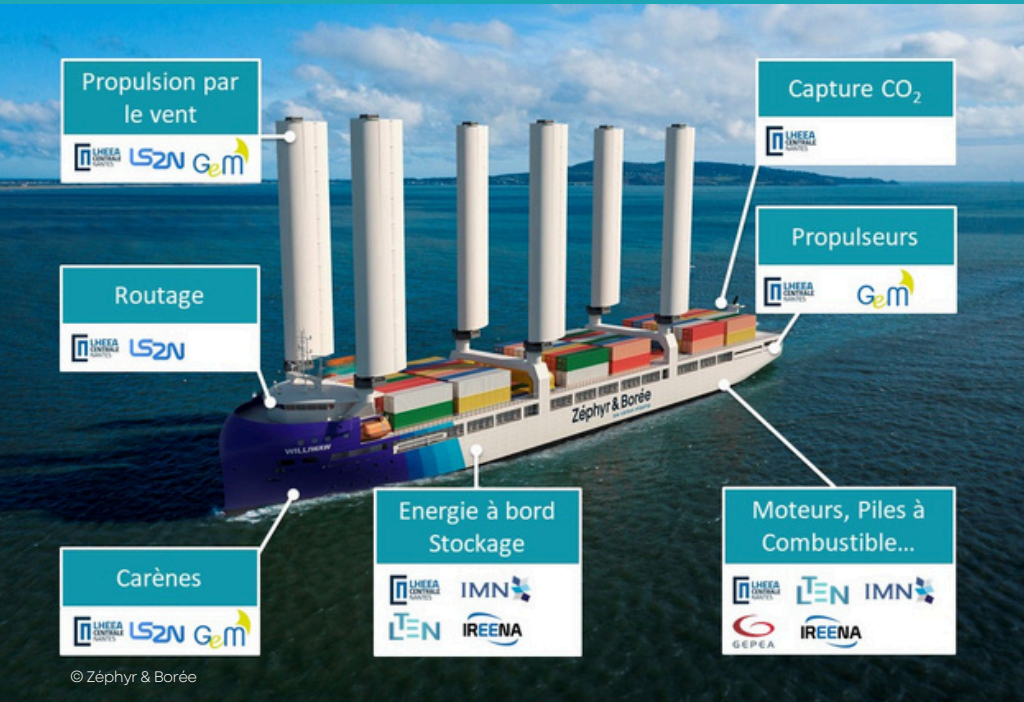 Propulsion par
le vent
LHEEA
CENTRALE
NANTES
LS2N
GeM
Capture CO₂
LHEEA
CENTRALE
NANTES
Propulseurs
LHEEA
CENTRALE
NANTES
GeM
Routage
LHEEA
CENTRALE
NANTES
LS2N
Zéphyr & Borée
WILLIWAW
Energie à bord
Stockage
LHEEA
CENTRALE
NANTES
IMN
LTEN
IREENA
Moteurs, Piles à
Combustible...
LHEEA
CENTRALE
NANTES
LTEN
IMN
GEPEA
IREENA
Carènes
LHEEA
CENTRALE
NANTES
LS2N
GeM
© Zéphyr & Borée